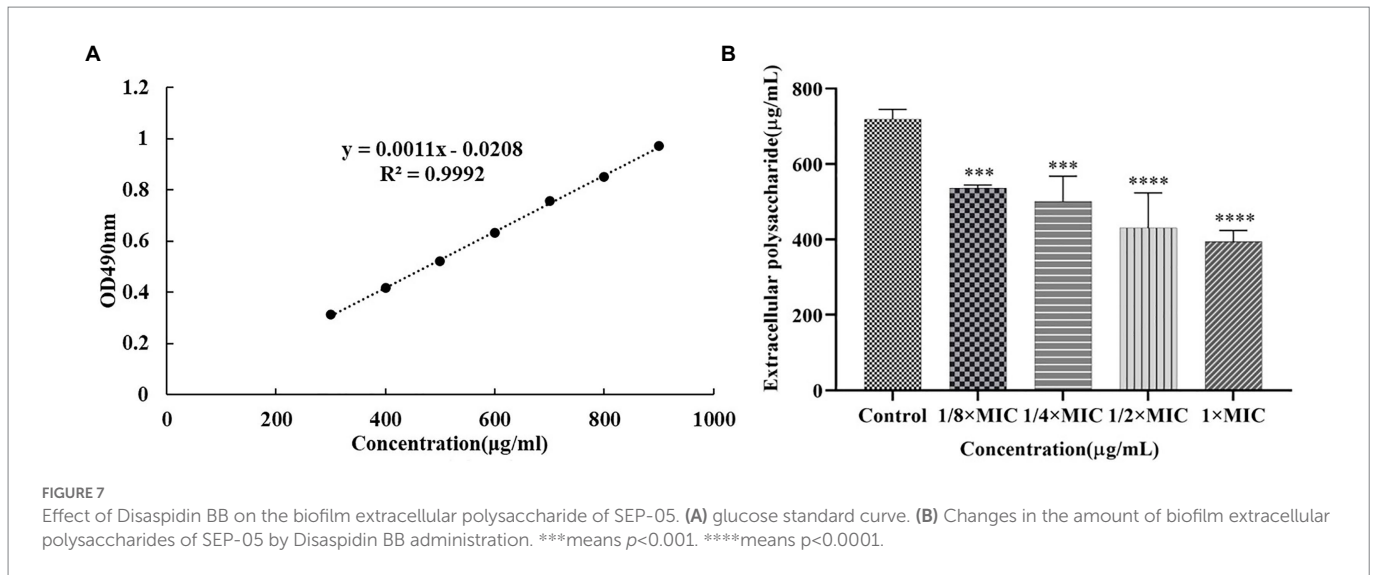 A
1.2
1
0.8
0.6
0.4
0.2
0
OD490nm
y = 0.0011x - 0.0208
R² = 0.9992
0 200 400 600 800 1000
Concentration(μg/ml)
B
800
600
400
200
0
Extracellular polysaccharide(μg/mL)
*** *** **** ****
Control 1/8×MIC 1/4×MIC 1/2×MIC 1×MIC
Concentration(μg/mL)
FIGURE 7
Effect of Disaspidin BB on the biofilm extracellular polysaccharide of SEP-05. (A) glucose standard curve. (B) Changes in the amount of biofilm extracellular
polysaccharides of SEP-05 by Disaspidin BB administration. ***means p<0.001. ****means p<0.0001.